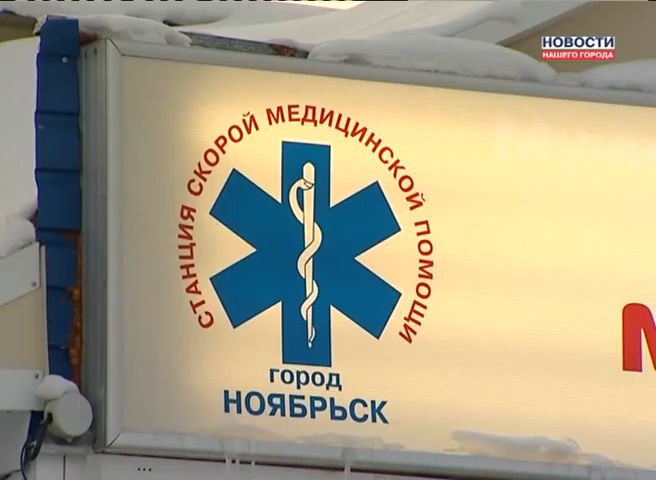 НОВОСТИ
НАШЕГО ГОРОДА
СТАНЦИЯ СКОРОЙ МЕДИЦИНСКОЙ ПОМОЩИ
город
НОЯБРЬСК